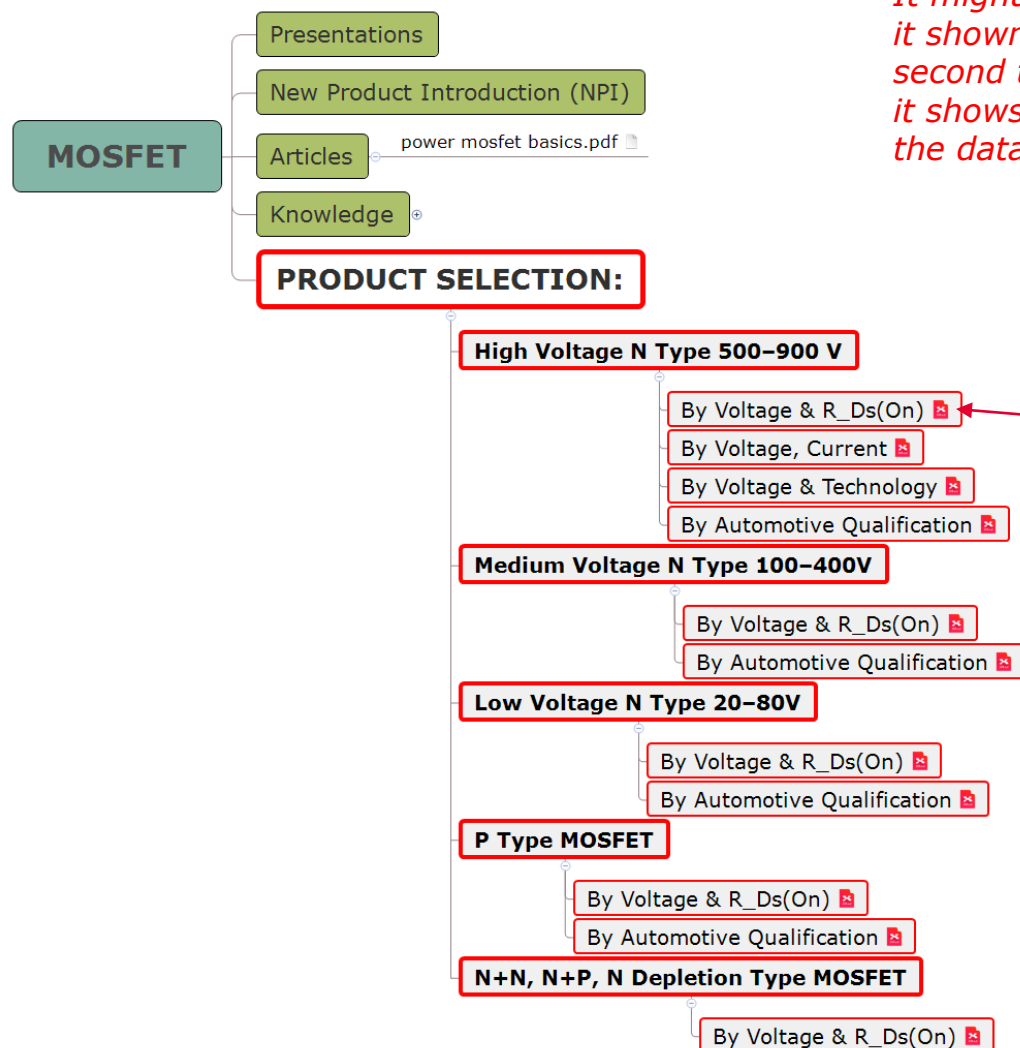 It might
it shown
second
it shows
the data
Presentations
New Product Introduction (NPI)
MOSFET
Articles
power mosfet basics.pdf
Knowledge
PRODUCT SELECTION:
High Voltage N Type 500–900 V
By Voltage & R_Ds(On)
By Voltage, Current
By Voltage & Technology
By Automotive Qualification
Medium Voltage N Type 100–400V
By Voltage & R_Ds(On)
By Automotive Qualification
Low Voltage N Type 20–80V
By Voltage & R_Ds(On)
By Automotive Qualification
P Type MOSFET
By Voltage & R_Ds(On)
By Automotive Qualification
N+N, N+P, N Depletion Type MOSFET
By Voltage & R_Ds(On)